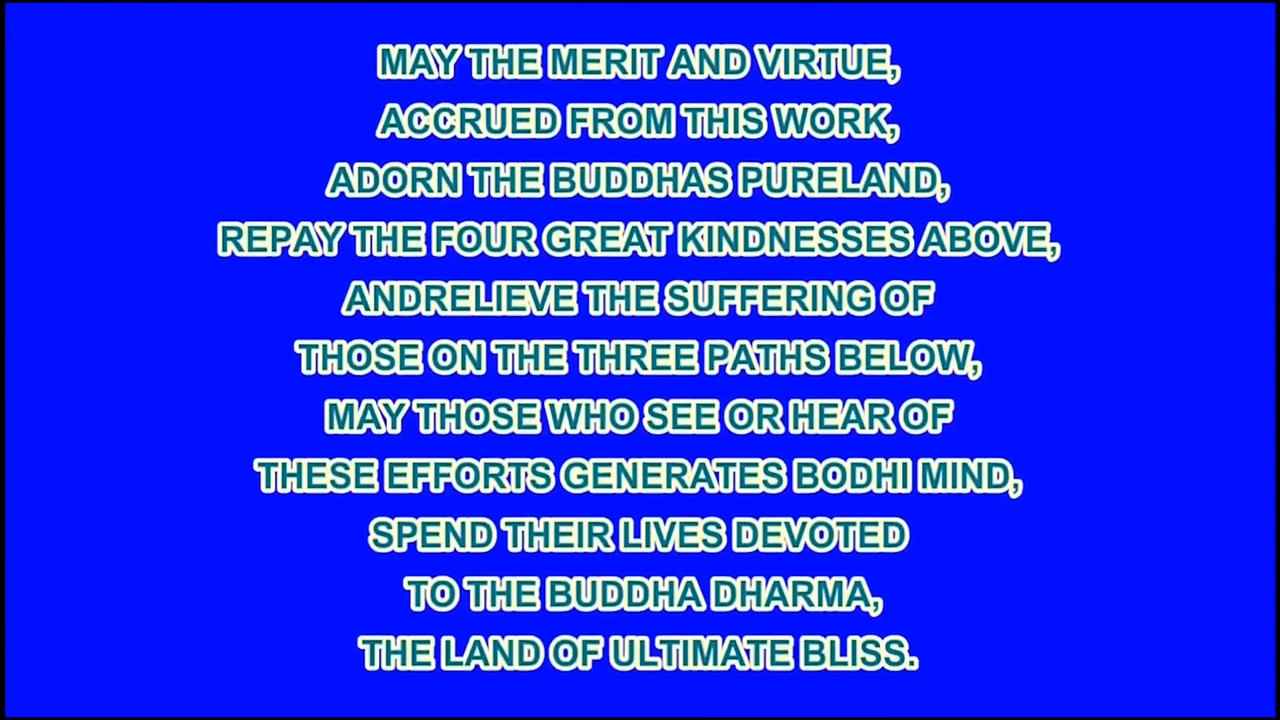 MAY THE MERIT AND VIRTUE,
ACCRUED FROM THIS WORK,
ADORN THE BUDDHAS PURELAND,
REPAY THE FOUR GREAT KINDNESSES ABOVE,
ANDRELIEVE THE SUFFERING OF
THOSE ON THE THREE PATHS BELOW,
MAY THOSE WHO SEE OR HEAR OF
THESE EFFORTS GENERATES BODHI MIND,
SPEND THEIR LIVES DEVOTED
TO THE BUDDHA DHARMA,
THE LAND OF ULTIMATE BLISS.